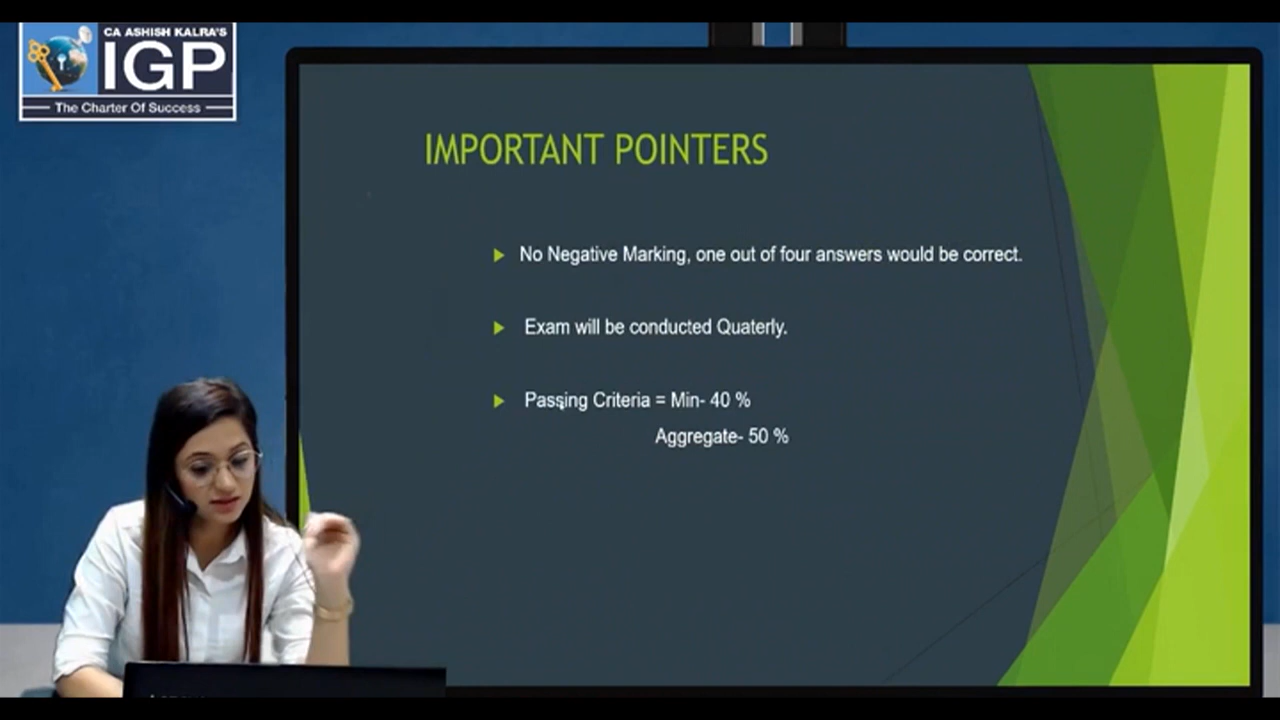 CA ASHISH KALRA'S
IGP
The Charter Of Success
IMPORTANT POINTERS
No Negative Marking, one out of four answers would be correct.
Exam will be conducted Quaterly.
Passing Criteria = Min- 40 %
Aggregate- 50 %